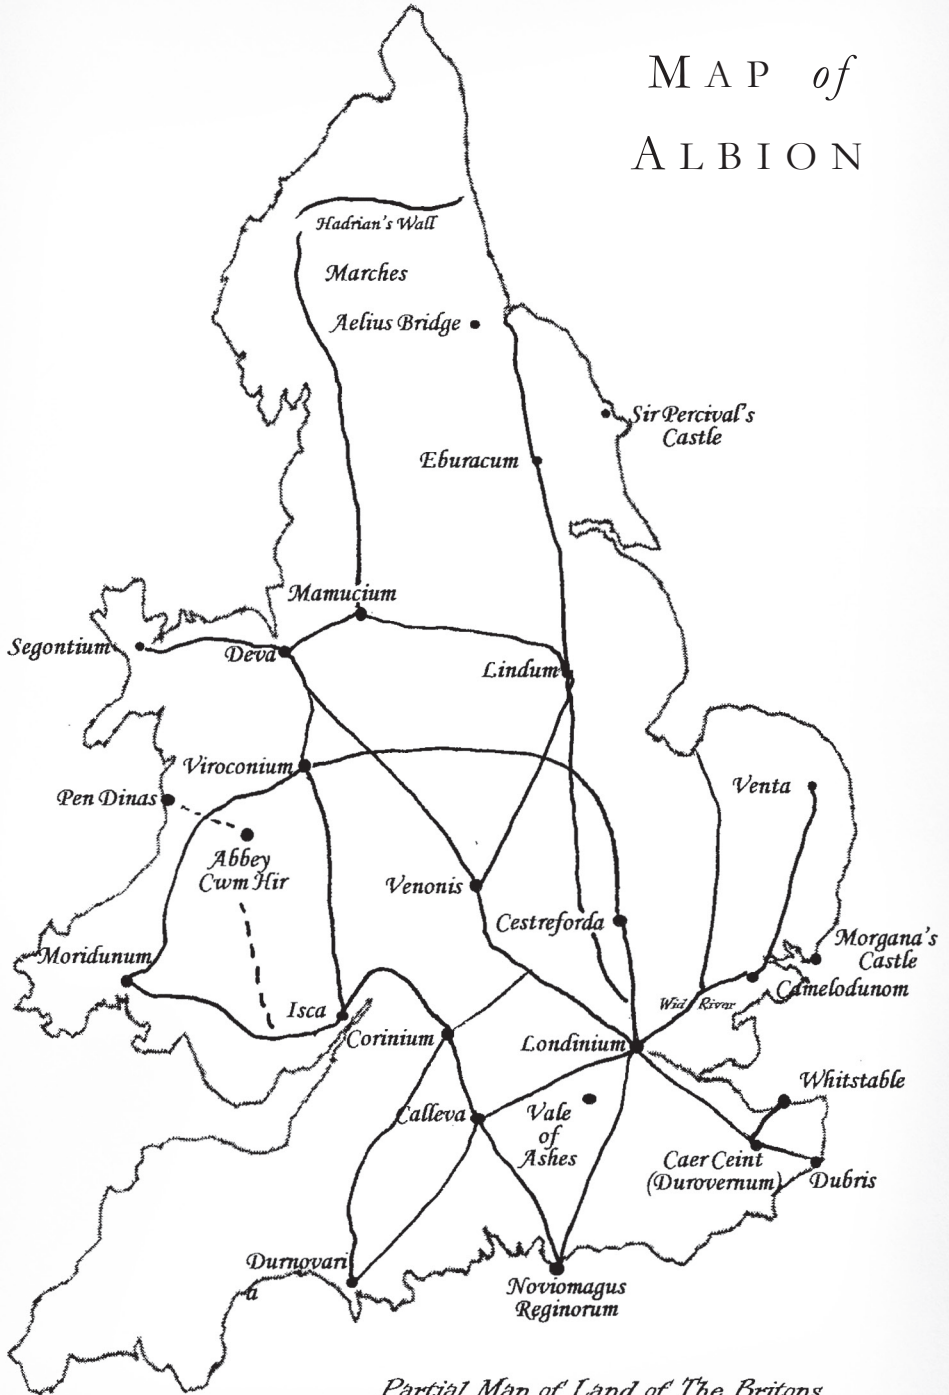 MAP of
ALBION
Hadrian's Wall
Marches
Aelius Bridge
Sir Percival's
Castle
Eburacum
Mamucium
Segontium
Deva
Lindum
Viroconium
Pen Dinas
Venta
Abbey
Cwm Hir
Venonis
Cestreforda
Moridunum
Morgana's
Castle
Camelodunom
Isca
Wid River
Corinium
Londinium
Whitstable
Calleva
Vale
of
Ashes
Caer Ceint
(Durovernum)
Dubris
Durnovari
a
Noviomagus
Reginorum
Partial Map of Land of The Britons